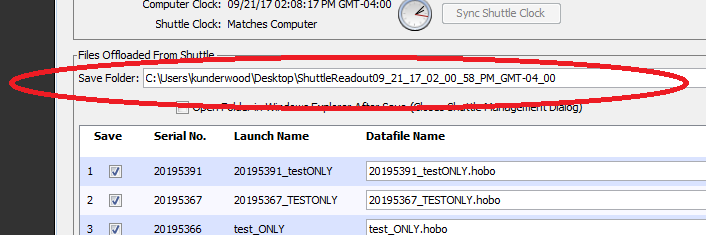 Computer Clock: 09/21/17 02:08:17 PM GMT-04:00
Shuttle Clock: Matches Computer
Sync Shuttle Clock
Files Offloaded From Shuttle
Save Folder: C:\Users\kunderwood\Desktop\ShuttleReadout09_21_17_02_00_58_PM_GMT-04_00
Open Folder in Windows Explorer After Save (Closes Shuttle Management Dialog)
Save Serial No. Launch Name Datafile Name
1 20195391 20195391_testONLY 20195391_testONLY.hobo
2 20195367 20195367_TESTONLY 20195367_TESTONLY.hobo
3 20195366 test_ONLY test_ONLY.hobo